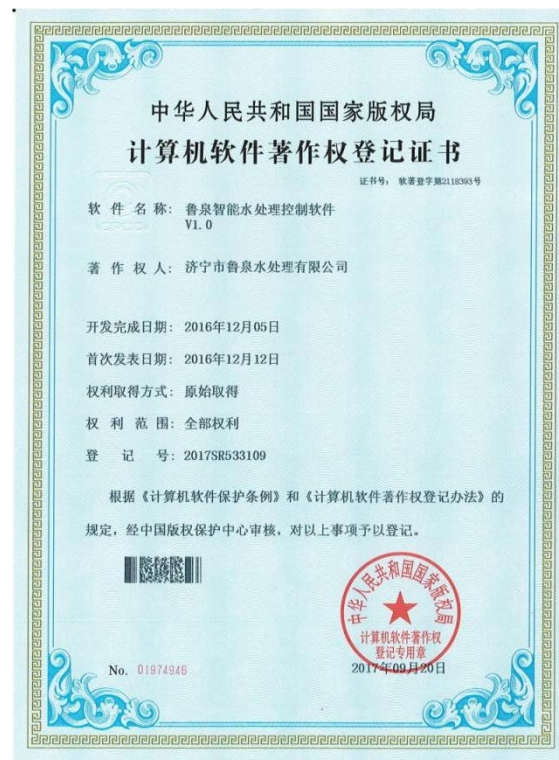 中华人民共和国国家版权局
计算机软件著作权登记证书
证书号： 软著登字第2118393号
软件名称： 鲁泉智能水处理控制软件
V1.0
著作权人： 济宁市鲁泉水处理有限公司
开发完成日期： 2016年12月05日
首次发表日期： 2016年12月12日
权利取得方式： 原始取得
权利范围： 全部权利
登记号： 2017SR533109
根据《计算机软件保护条例》和《计算机软件著作权登记办法》的
规定，经中国版权保护中心审核，对以上事项予以登记。
中华人民共和国国家版权局
计算机软件著作权
登记专用章
No. 01974946
2017年09月20日